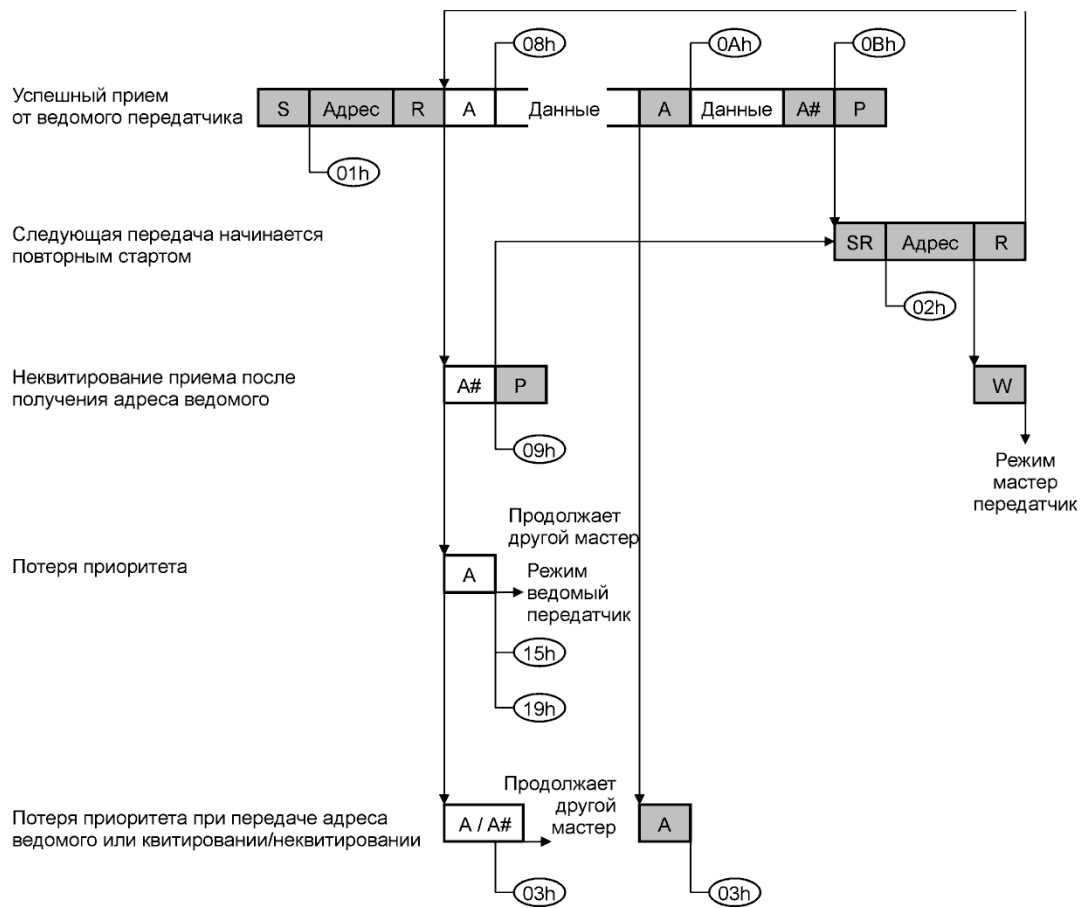 08h
0Ah
0Bh
Успешный прием
от ведомого передатчика
S
Адрес
R
A
Данные
A
Данные
A#
P
01h
Следующая передача начинается
повторным стартом
SR
Адрес
R
02h
Неквитирование приема после
получения адреса ведомого
A#
P
W
09h
Режим
мастер
передатчик
Продолжает
другой мастер
Потеря приоритета
A
Режим
ведомый
передатчик
15h
19h
Продолжает
другой
мастер
Потеря приоритета при передаче адреса
ведомого или квитировании/неквитировании
A / A#
A
03h
03h